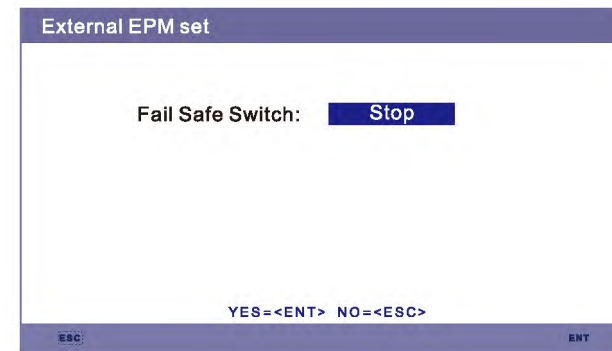 External EPM set
Fail Safe Switch: Stop
YES=<ENT> NO=<ESC>
ESC ENT